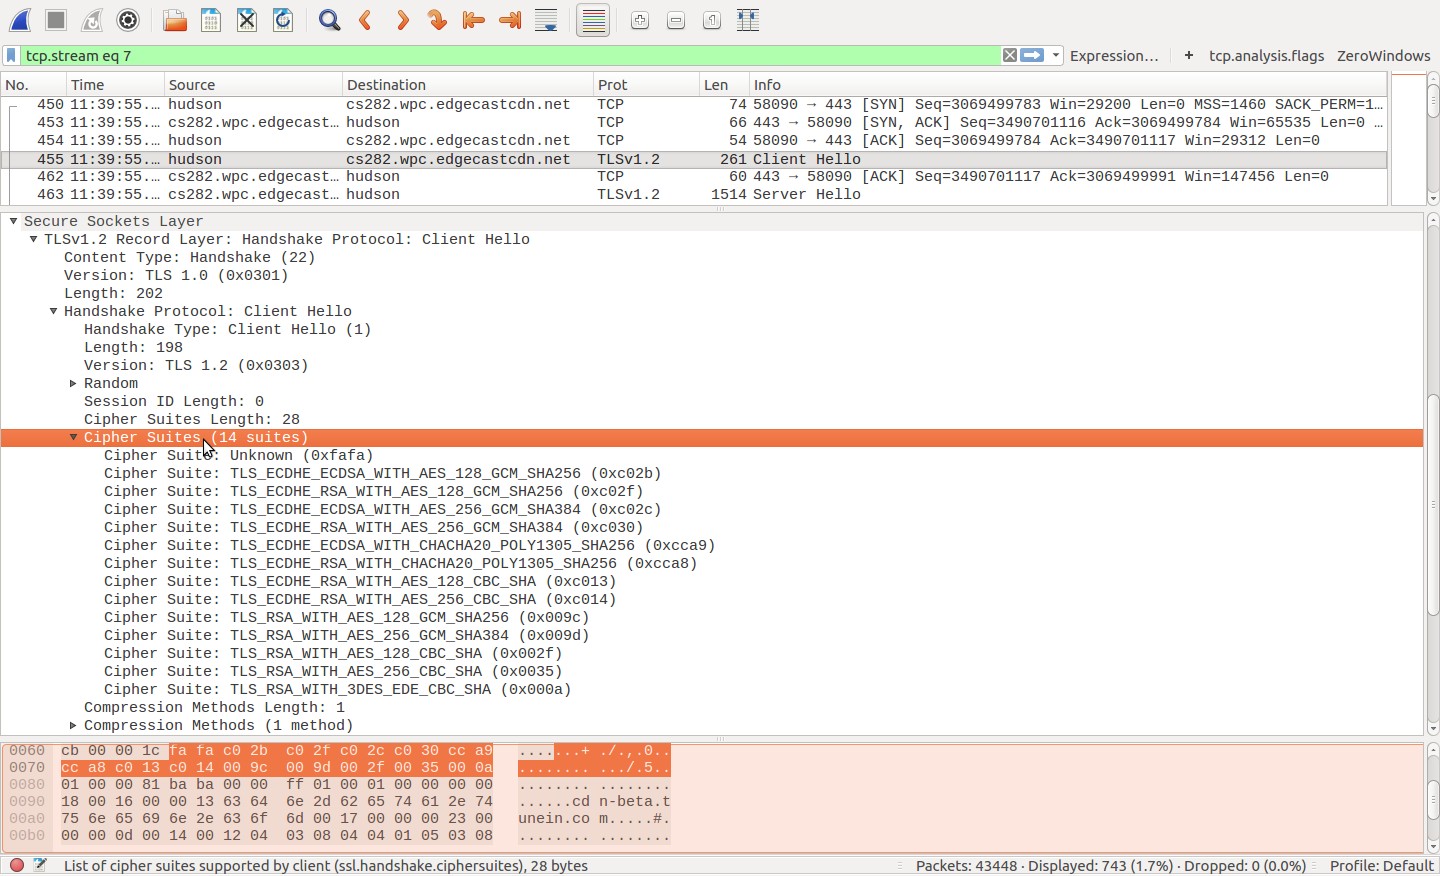 tcp.stream eq 7 Expression… + tcp.analysis.flags ZeroWindows
No. Time Source Destination Prot Len Info
450 11:39:55.… hudson cs282.wpc.edgecastcdn.net TCP 74 58090 → 443 [SYN] Seq=3069499783 Win=29200 Len=0 MSS=1460 SACK_PERM=1…
453 11:39:55.… cs282.wpc.edgecast… hudson TCP 66 443 → 58090 [SYN, ACK] Seq=3490701116 Ack=3069499784 Win=65535 Len=0 …
454 11:39:55.… hudson cs282.wpc.edgecastcdn.net TCP 54 58090 → 443 [ACK] Seq=3069499784 Ack=3490701117 Win=29312 Len=0
455 11:39:55.… hudson cs282.wpc.edgecastcdn.net TLSv1.2 261 Client Hello
462 11:39:55.… cs282.wpc.edgecast… hudson TCP 60 443 → 58090 [ACK] Seq=3490701117 Ack=3069499991 Win=147456 Len=0
463 11:39:55.… cs282.wpc.edgecast… hudson TLSv1.2 1514 Server Hello
Secure Sockets Layer
TLSv1.2 Record Layer: Handshake Protocol: Client Hello
Content Type: Handshake (22)
Version: TLS 1.0 (0x0301)
Length: 202
Handshake Protocol: Client Hello
Handshake Type: Client Hello (1)
Length: 198
Version: TLS 1.2 (0x0303)
Random
Session ID Length: 0
Cipher Suites Length: 28
Cipher Suites (14 suites)
Cipher Suite: Unknown (0xfafa)
Cipher Suite: TLS_ECDHE_ECDSA_WITH_AES_128_GCM_SHA256 (0xc02b)
Cipher Suite: TLS_ECDHE_RSA_WITH_AES_128_GCM_SHA256 (0xc02f)
Cipher Suite: TLS_ECDHE_ECDSA_WITH_AES_256_GCM_SHA384 (0xc02c)
Cipher Suite: TLS_ECDHE_RSA_WITH_AES_256_GCM_SHA384 (0xc030)
Cipher Suite: TLS_ECDHE_ECDSA_WITH_CHACHA20_POLY1305_SHA256 (0xcca9)
Cipher Suite: TLS_ECDHE_RSA_WITH_CHACHA20_POLY1305_SHA256 (0xcca8)
Cipher Suite: TLS_ECDHE_RSA_WITH_AES_128_CBC_SHA (0xc013)
Cipher Suite: TLS_ECDHE_RSA_WITH_AES_256_CBC_SHA (0xc014)
Cipher Suite: TLS_RSA_WITH_AES_128_GCM_SHA256 (0x009c)
Cipher Suite: TLS_RSA_WITH_AES_256_GCM_SHA384 (0x009d)
Cipher Suite: TLS_RSA_WITH_AES_128_CBC_SHA (0x002f)
Cipher Suite: TLS_RSA_WITH_AES_256_CBC_SHA (0x0035)
Cipher Suite: TLS_RSA_WITH_3DES_EDE_CBC_SHA (0x000a)
Compression Methods Length: 1
Compression Methods (1 method)
0060 cb 00 00 1c fa fa c0 2b c0 2f c0 2c c0 30 cc a9 .......+ ./.,.0..
0070 cc a8 c0 13 c0 14 00 9c 00 9d 00 2f 00 35 00 0a ........ .../.5..
0080 01 00 00 81 ba ba 00 00 ff 01 00 01 00 00 00 00 ........ ........
0090 18 00 16 00 00 13 63 64 6e 2d 62 65 74 61 2e 74 ......cd n-beta.t
00a0 75 6e 65 69 6e 2e 63 6f 6d 00 17 00 00 00 23 00 unein.co m.....#.
00b0 00 00 0d 00 14 00 12 04 03 08 04 04 01 05 03 08 ........ ........
List of cipher suites supported by client (ssl.handshake.ciphersuites), 28 bytes Packets: 43448 · Displayed: 743 (1.7%) · Dropped: 0 (0.0%) Profile: Default